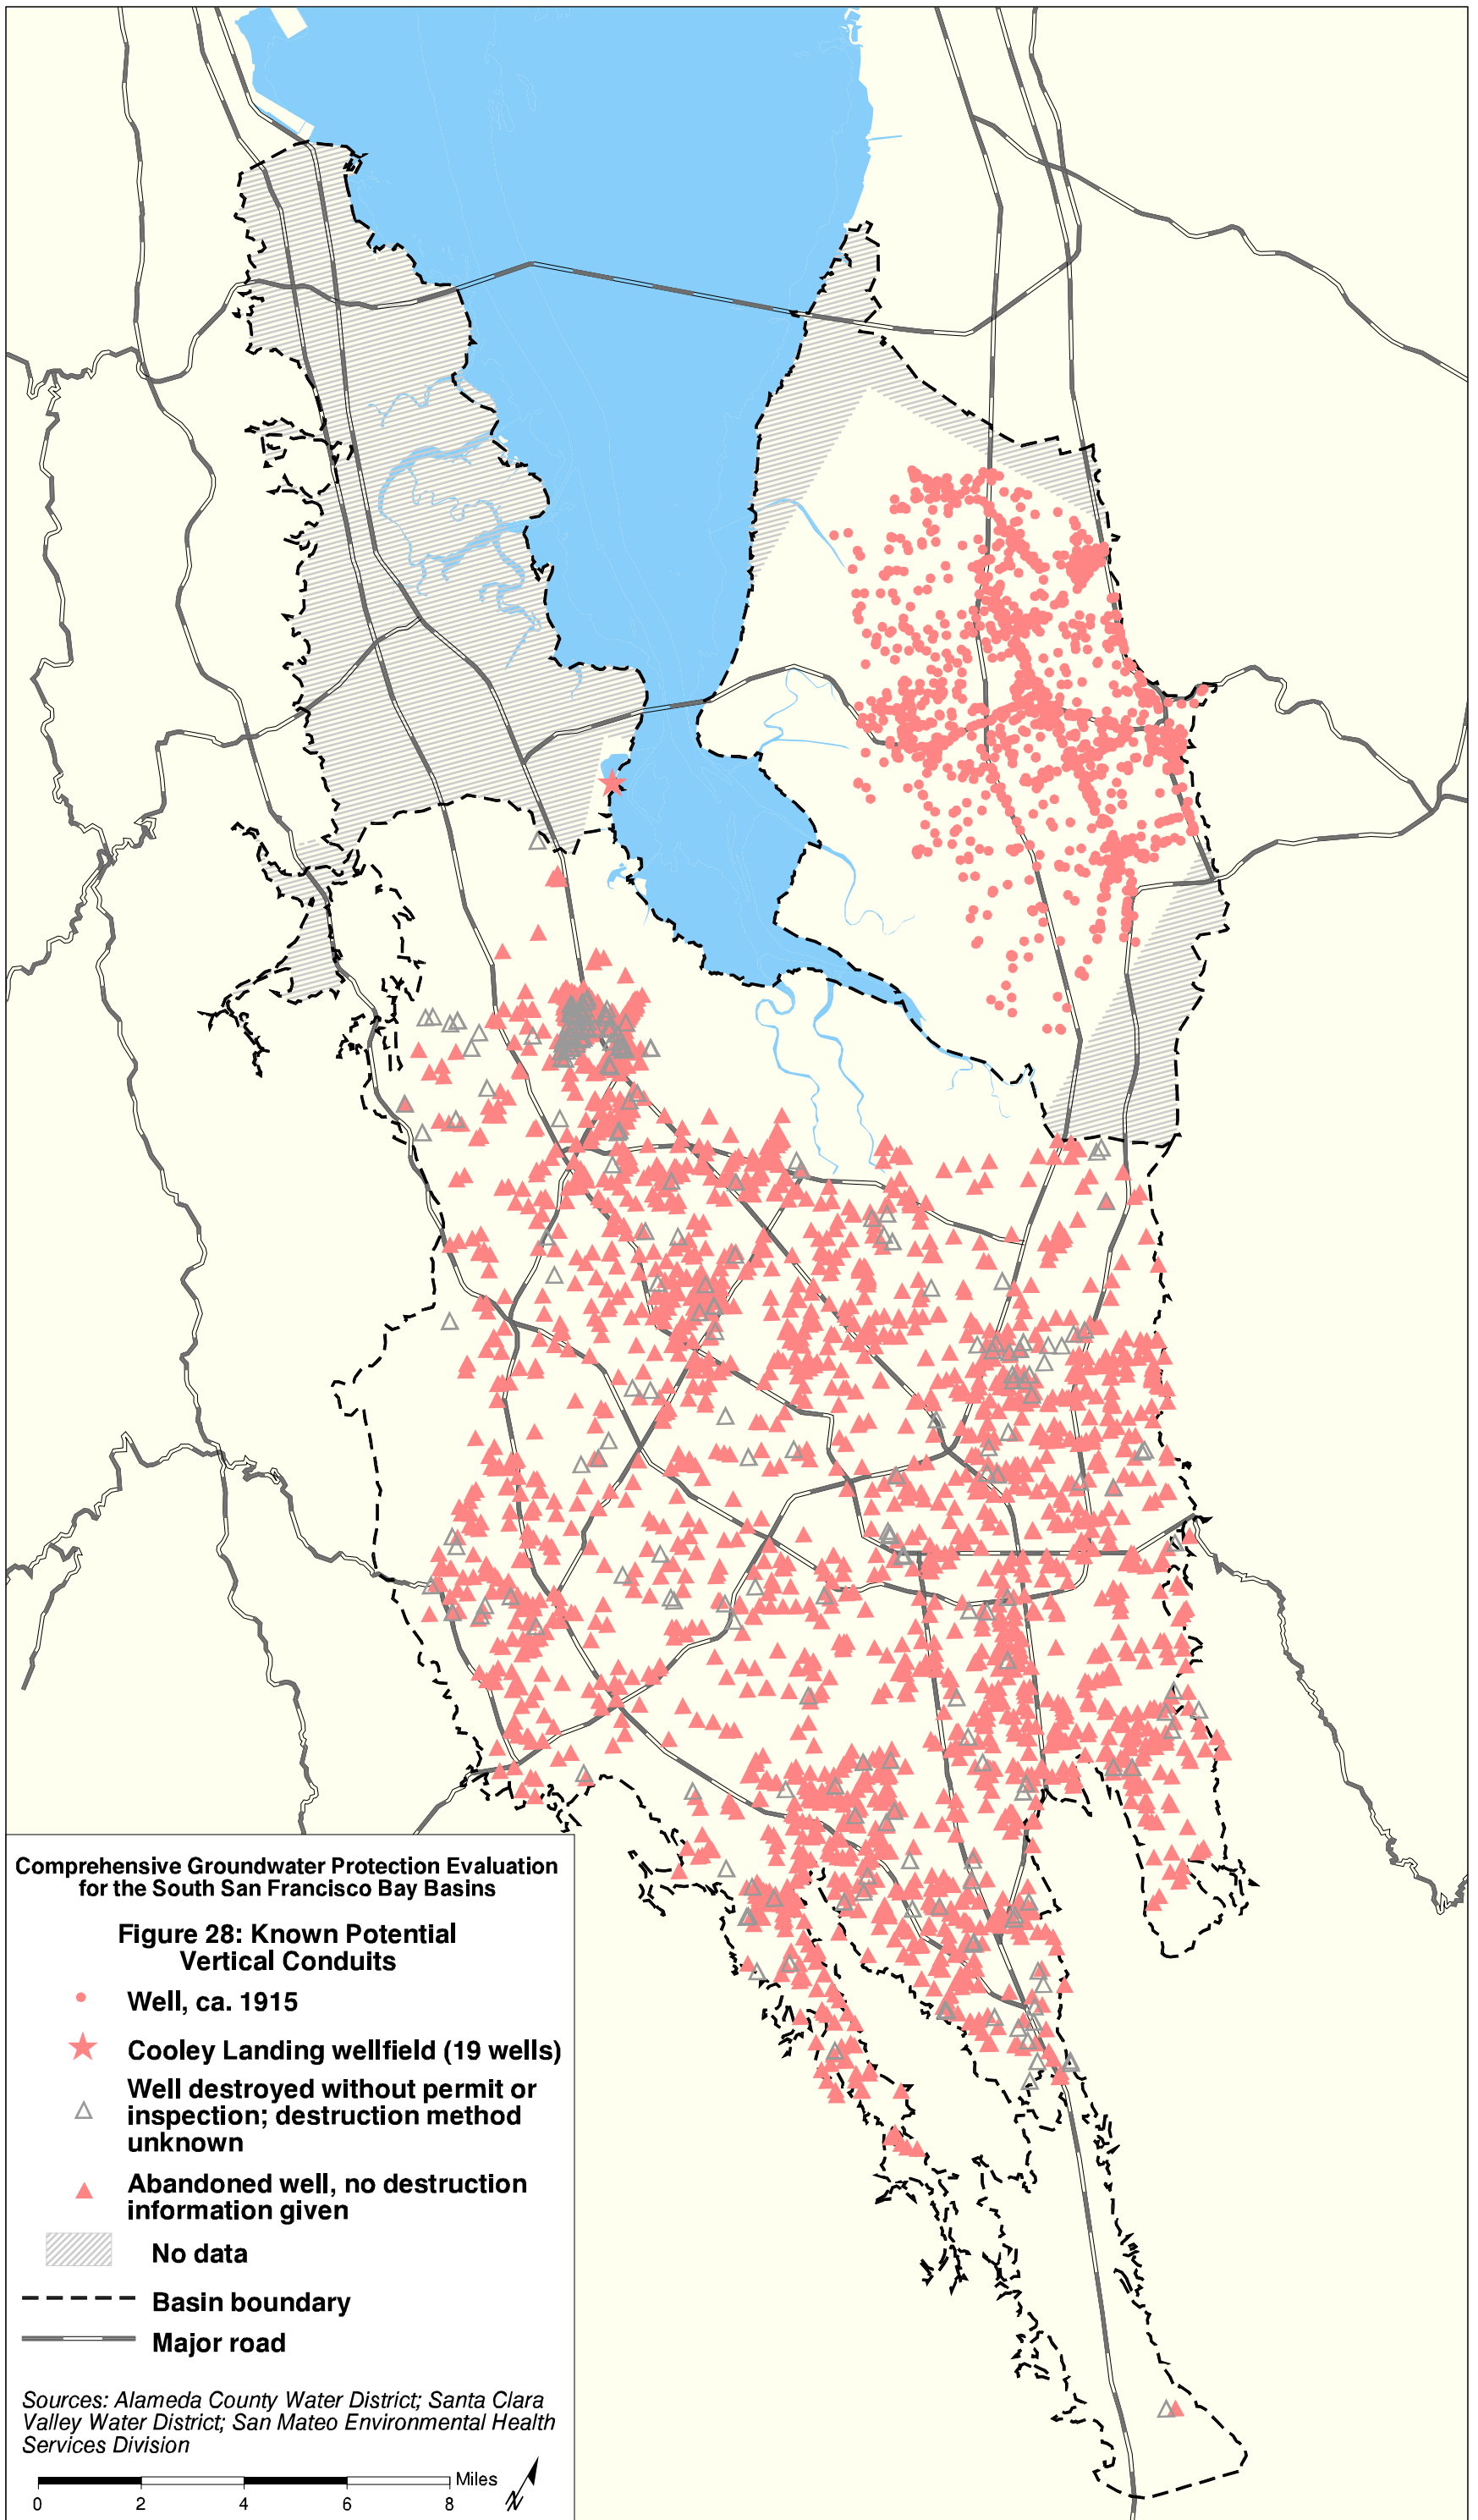 Comprehensive Groundwater Protection Evaluation
for the South San Francisco Bay Basins
Figure 28: Known Potential
Vertical Conduits
Well, ca. 1915
Cooley Landing wellfield (19 wells)
Well destroyed without permit or
inspection; destruction method
unknown
Abandoned well, no destruction
information given
No data
Basin boundary
Major road
Sources: Alameda County Water District; Santa Clara
Valley Water District; San Mateo Environmental Health
Services Division
Miles
0 2 4 6 8
N